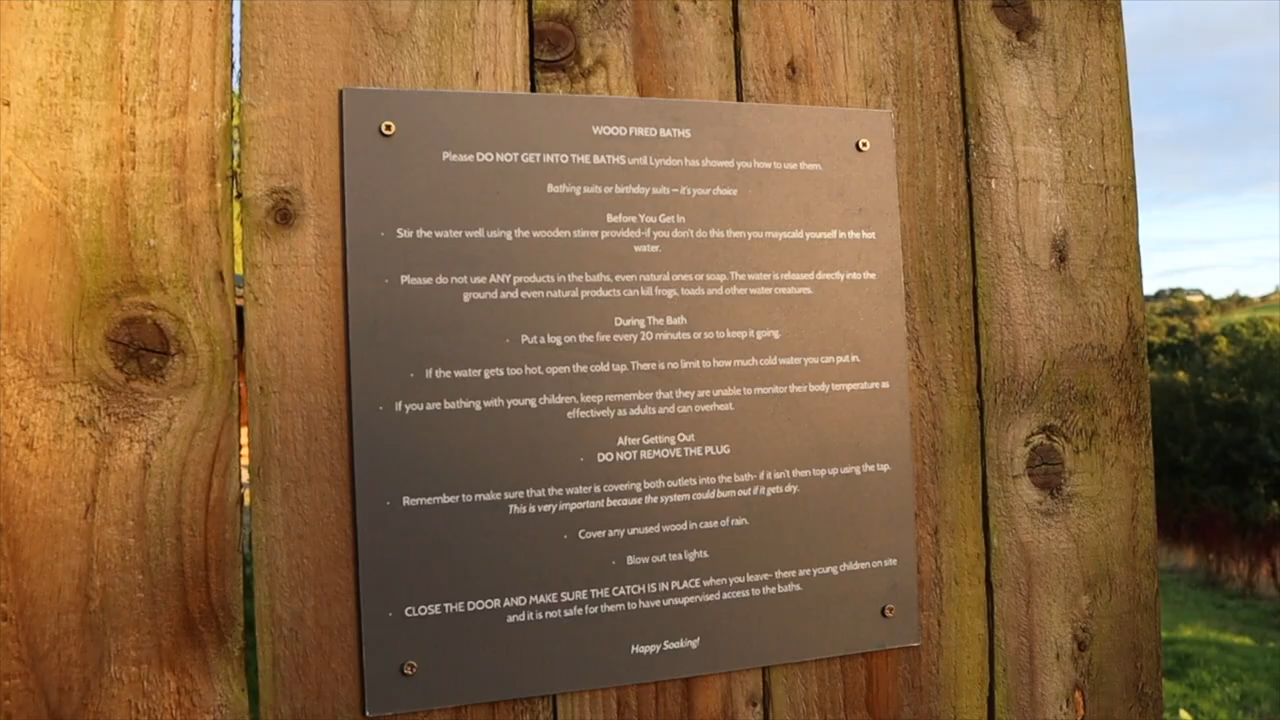 WOOD FIRED BATHS
Please DO NOT GET INTO THE BATHS until Lyndon has showed you how to use them.
Bathing suits or birthday suits – it's your choice
Before You Get In
· Stir the water well using the wooden stirrer provided-if you don't do this then you mayscald yourself in the hot
water.
· Please do not use ANY products in the baths, even natural ones or soap. The water is released directly into the
ground and even natural products can kill frogs, toads and other water creatures.
During The Bath
· Put a log on the fire every 20 minutes or so to keep it going.
· If the water gets too hot, open the cold tap. There is no limit to how much cold water you can put in.
· If you are bathing with young children, keep remember that they are unable to monitor their body temperature as
effectively as adults and can overheat.
After Getting Out
· DO NOT REMOVE THE PLUG
· Remember to make sure that the water is covering both outlets into the bath- if it isn't then top up using the tap.
This is very important because the system could burn out if it gets dry.
· Cover any unused wood in case of rain.
· Blow out tea lights.
· CLOSE THE DOOR AND MAKE SURE THE CATCH IS IN PLACE when you leave- there are young children on site
and it is not safe for them to have unsupervised access to the baths.
Happy Soaking!